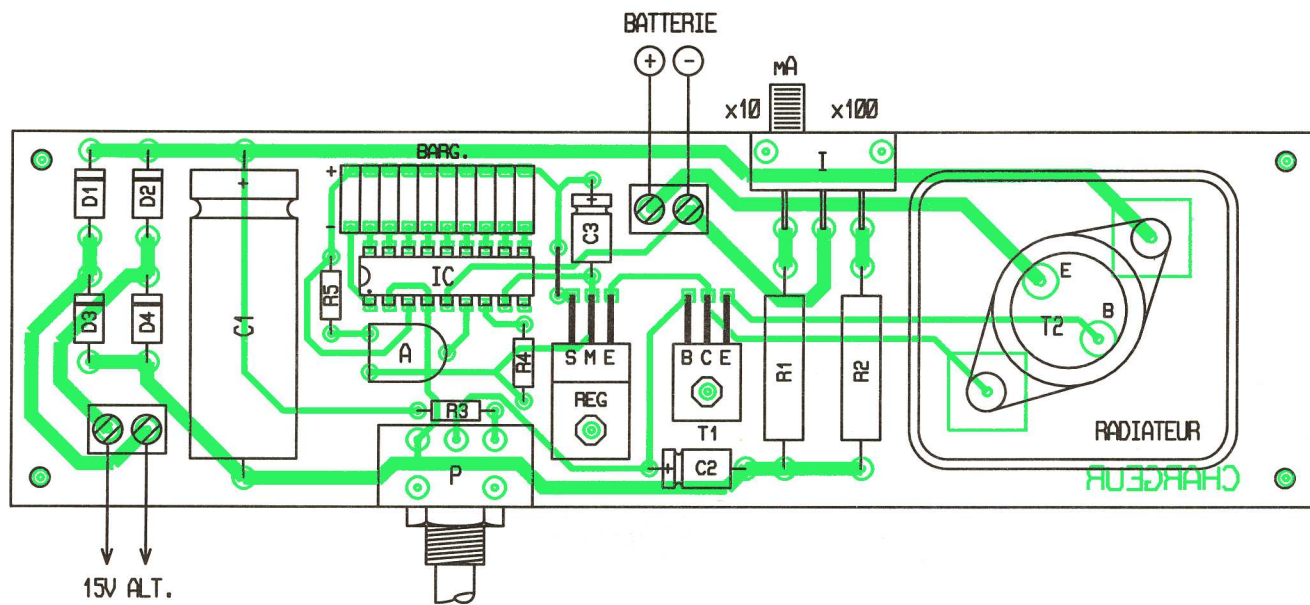 BATTERIE
+ -
mA
x10 x100
BARG.
+
-
I
D1 D2
+
C1
+
C3
IC
R5
D3 D4
A
R4
S M E
REG
B C E
T1
R1 R2
E
B
T2
R3
P
+ C2
RADIATEUR
CHARGEUR
15V ALT.